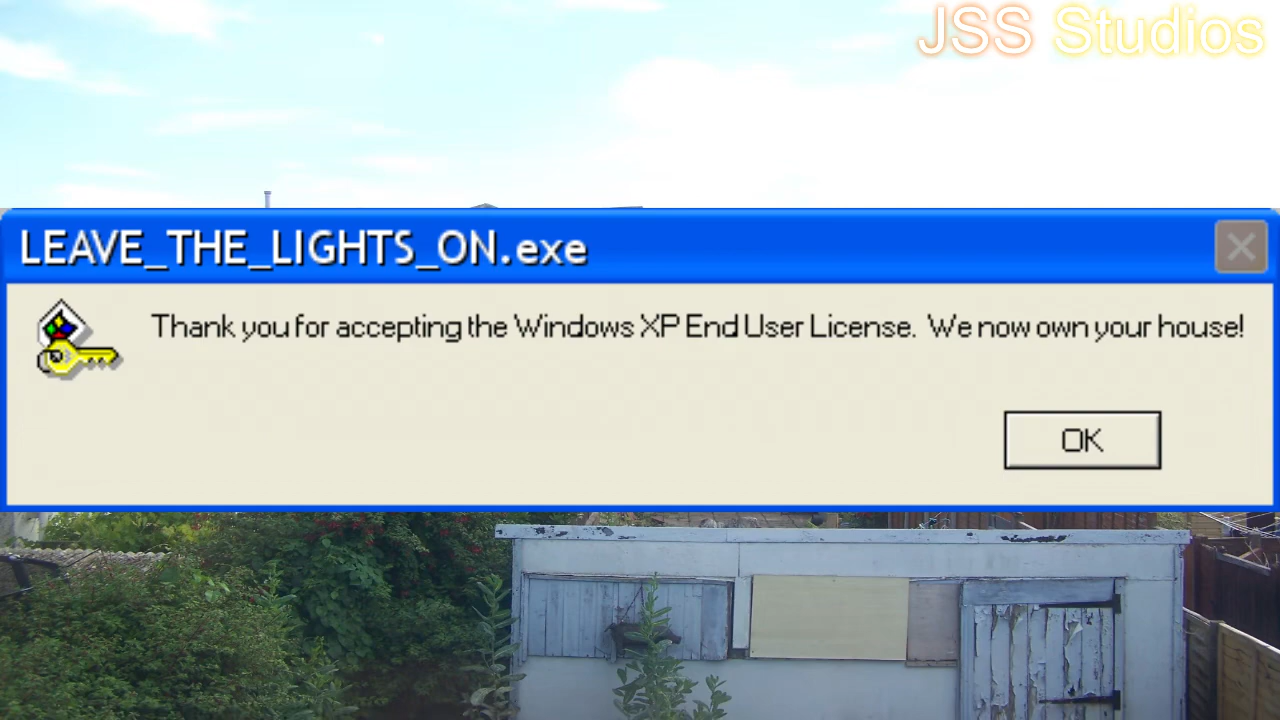 JSS Studios
LEAVE_THE_LIGHTS_ON.exe
Thank you for accepting the Windows XP End User License.  We now own your house!
OK